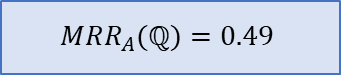 MRR_A(ℚ) = 0.49